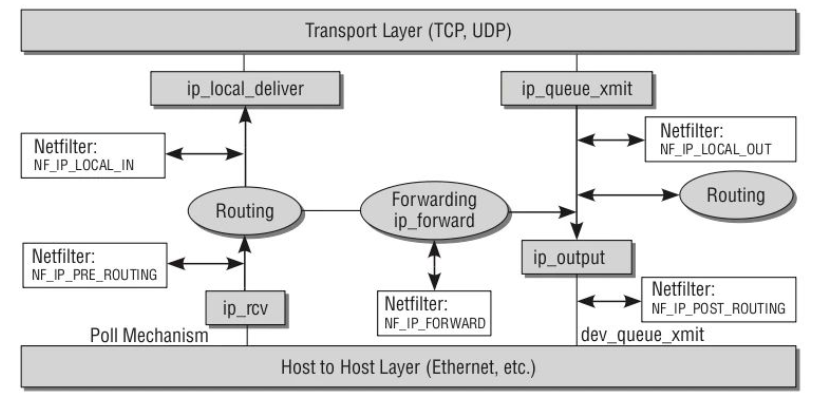 Transport Layer (TCP, UDP)
ip_local_deliver
ip_queue_xmit
Netfilter:
NF_IP_LOCAL_IN
Netfilter:
NF_IP_LOCAL_OUT
Routing
Forwarding
ip_forward
Routing
Netfilter:
NF_IP_PRE_ROUTING
ip_output
ip_rcv
Netfilter:
NF_IP_FORWARD
Netfilter:
NF_IP_POST_ROUTING
Poll Mechanism
dev_queue_xmit
Host to Host Layer (Ethernet, etc.)